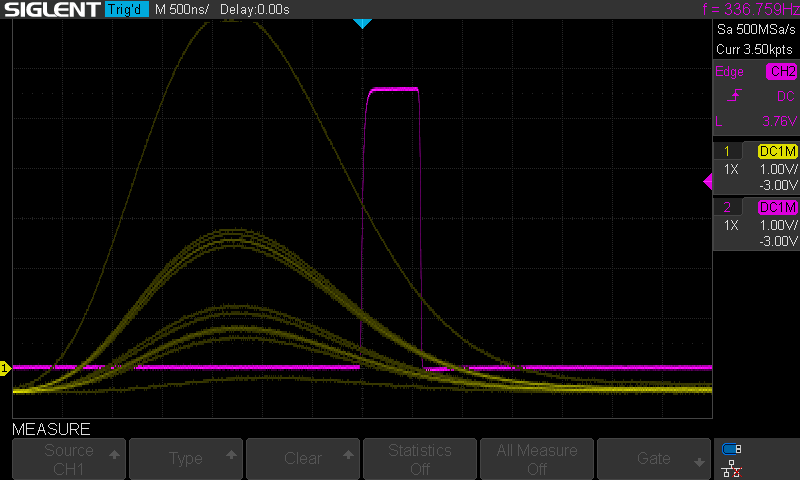 SIGLENT Trig'd M 500ns/ Delay:0.00s f = 336.759Hz
Sa 500MSa/s
Curr 3.50kpts
Edge CH2
DC
L 3.76V
1 DC1M
1X 1.00V/
-3.00V
2 DC1M
1X 1.00V/
-3.00V
1
MEASURE
Source
CH1
Type
Clear
Statistics
Off
All Measure
Off
Gate